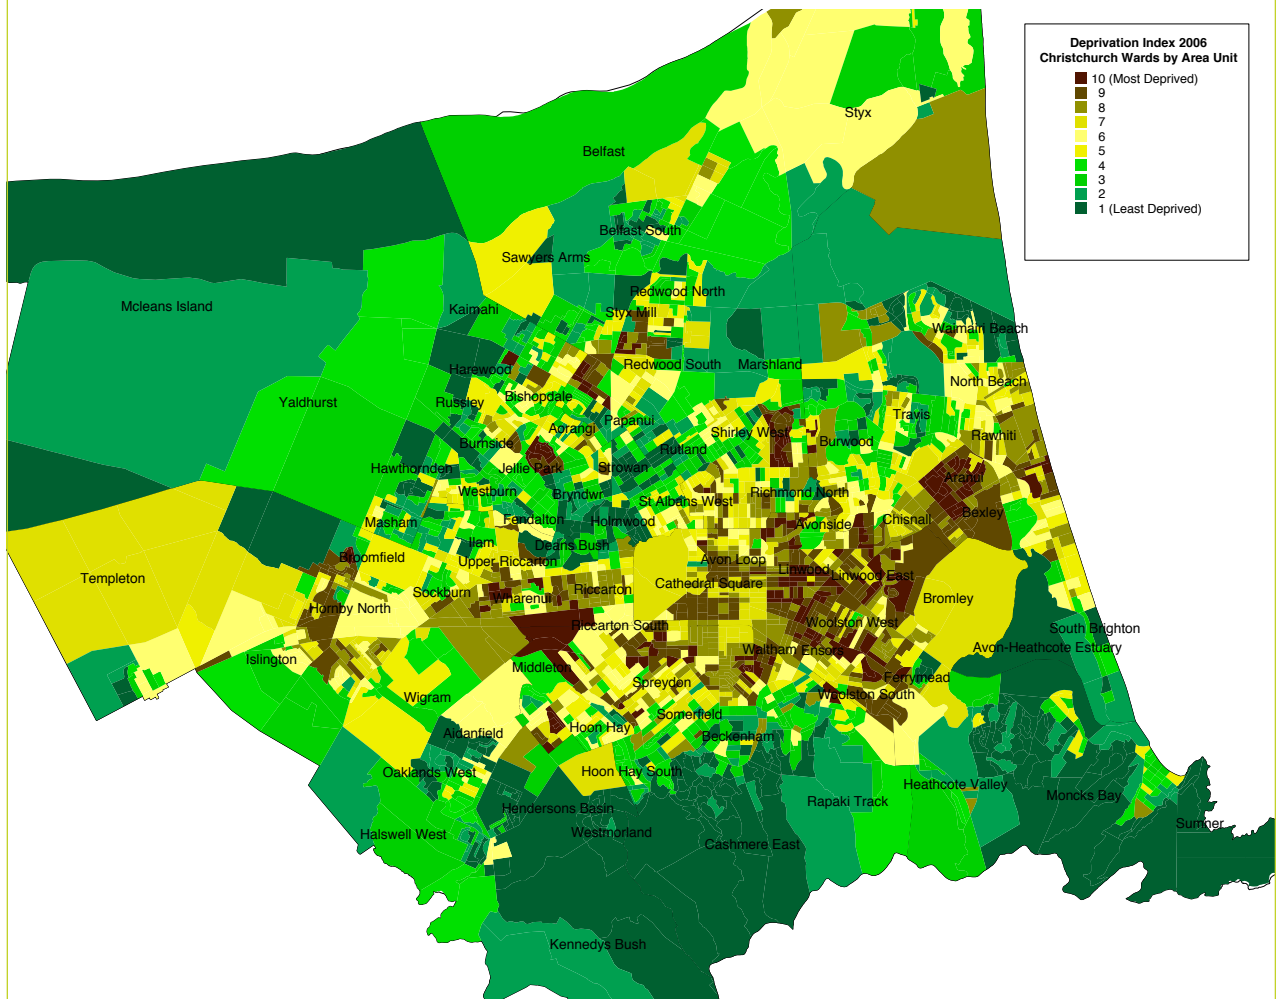 Deprivation Index 2006
Christchurch Wards by Area Unit
10 (Most Deprived)
9
8
7
6
5
4
3
2
1 (Least Deprived)
Styx
Belfast
Belfast South
Sawyers Arms
Redwood North
Mcleans Island
Kaimahi
Styx Mill
Waimairi Beach
Harewood
Redwood South
Marshland
North Beach
Yaldhurst
Russley
Bishopdale
Papanui
Travis
Aorangi
Shirley West
Burwood
Rawhiti
Burnside
Rutland
Hawthornden
Jellie Park
Strowan
Aranui
Westburn
Bryndwr
St Albans West
Richmond North
Bexley
Masham
Fendalton
Holmwood
Avonside
Chisnall
Ilam
Deans Bush
Broomfield
Upper Riccarton
Avon Loop
Linwood
Linwood East
Templeton
Sockburn
Wharenui
Riccarton
Cathedral Square
Bromley
Hornby North
Riccarton South
Woolston West
South Brighton
Islington
Middleton
Waltham
Ensors
Avon-Heathcote Estuary
Wigram
Spreydon
Ferrymead
Woolston South
Aidanfield
Hoon Hay
Somerfield
Beckenham
Oaklands West
Hoon Hay South
Heathcote Valley
Hendersons Basin
Rapaki Track
Moncks Bay
Halswell West
Westmorland
Cashmere East
Sumner
Kennedys Bush